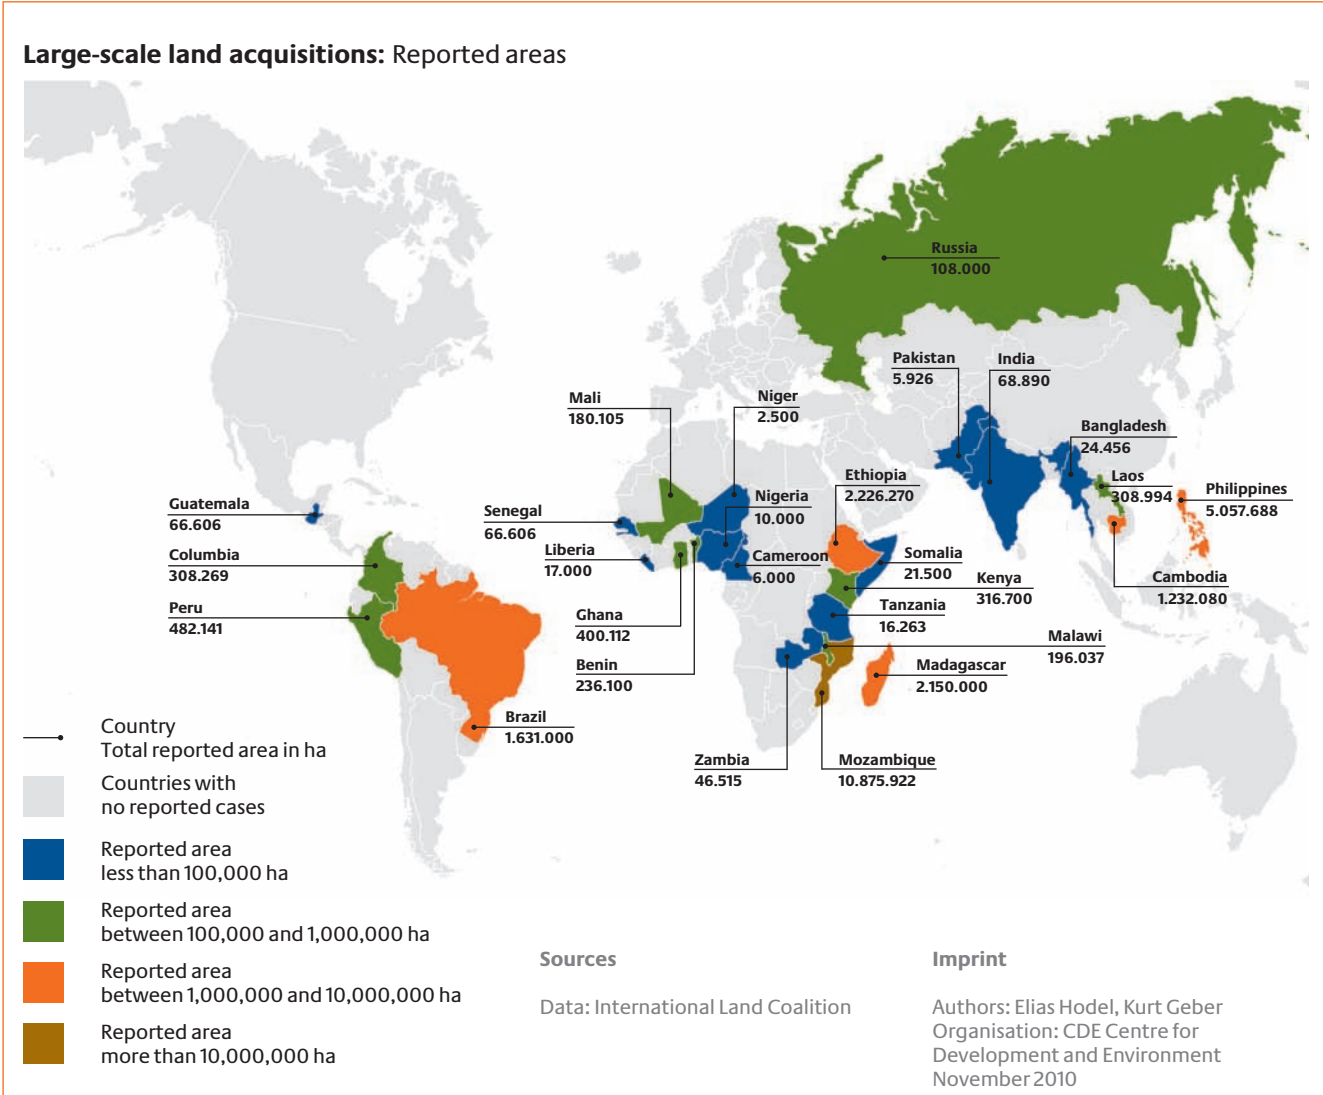 Large-scale land acquisitions: Reported areas
Russia
108.000
Pakistan
5.926
India
68.890
Mali
180.105
Niger
2.500
Bangladesh
24.456
Ethiopia
2.226.270
Laos
308.994
Philippines
5.057.688
Guatemala
66.606
Senegal
66.606
Nigeria
10.000
Columbia
308.269
Liberia
17.000
Cameroon
6.000
Somalia
21.500
Kenya
316.700
Cambodia
1.232.080
Peru
482.141
Ghana
400.112
Tanzania
16.263
Malawi
196.037
Benin
236.100
Madagascar
2.150.000
Brazil
1.631.000
Zambia
46.515
Mozambique
10.875.922
Country
Total reported area in ha
Countries with
no reported cases
Reported area
less than 100,000 ha
Reported area
between 100,000 and 1,000,000 ha
Reported area
between 1,000,000 and 10,000,000 ha
Reported area
more than 10,000,000 ha
Sources
Data: International Land Coalition
Imprint
Authors: Elias Hodel, Kurt Geber
Organisation: CDE Centre for
Development and Environment
November 2010